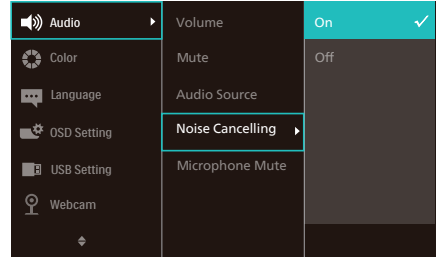 Audio
Color
Language
OSD Setting
USB Setting
Webcam
Volume
Mute
Audio Source
Noise Cancelling
Microphone Mute
On
Off